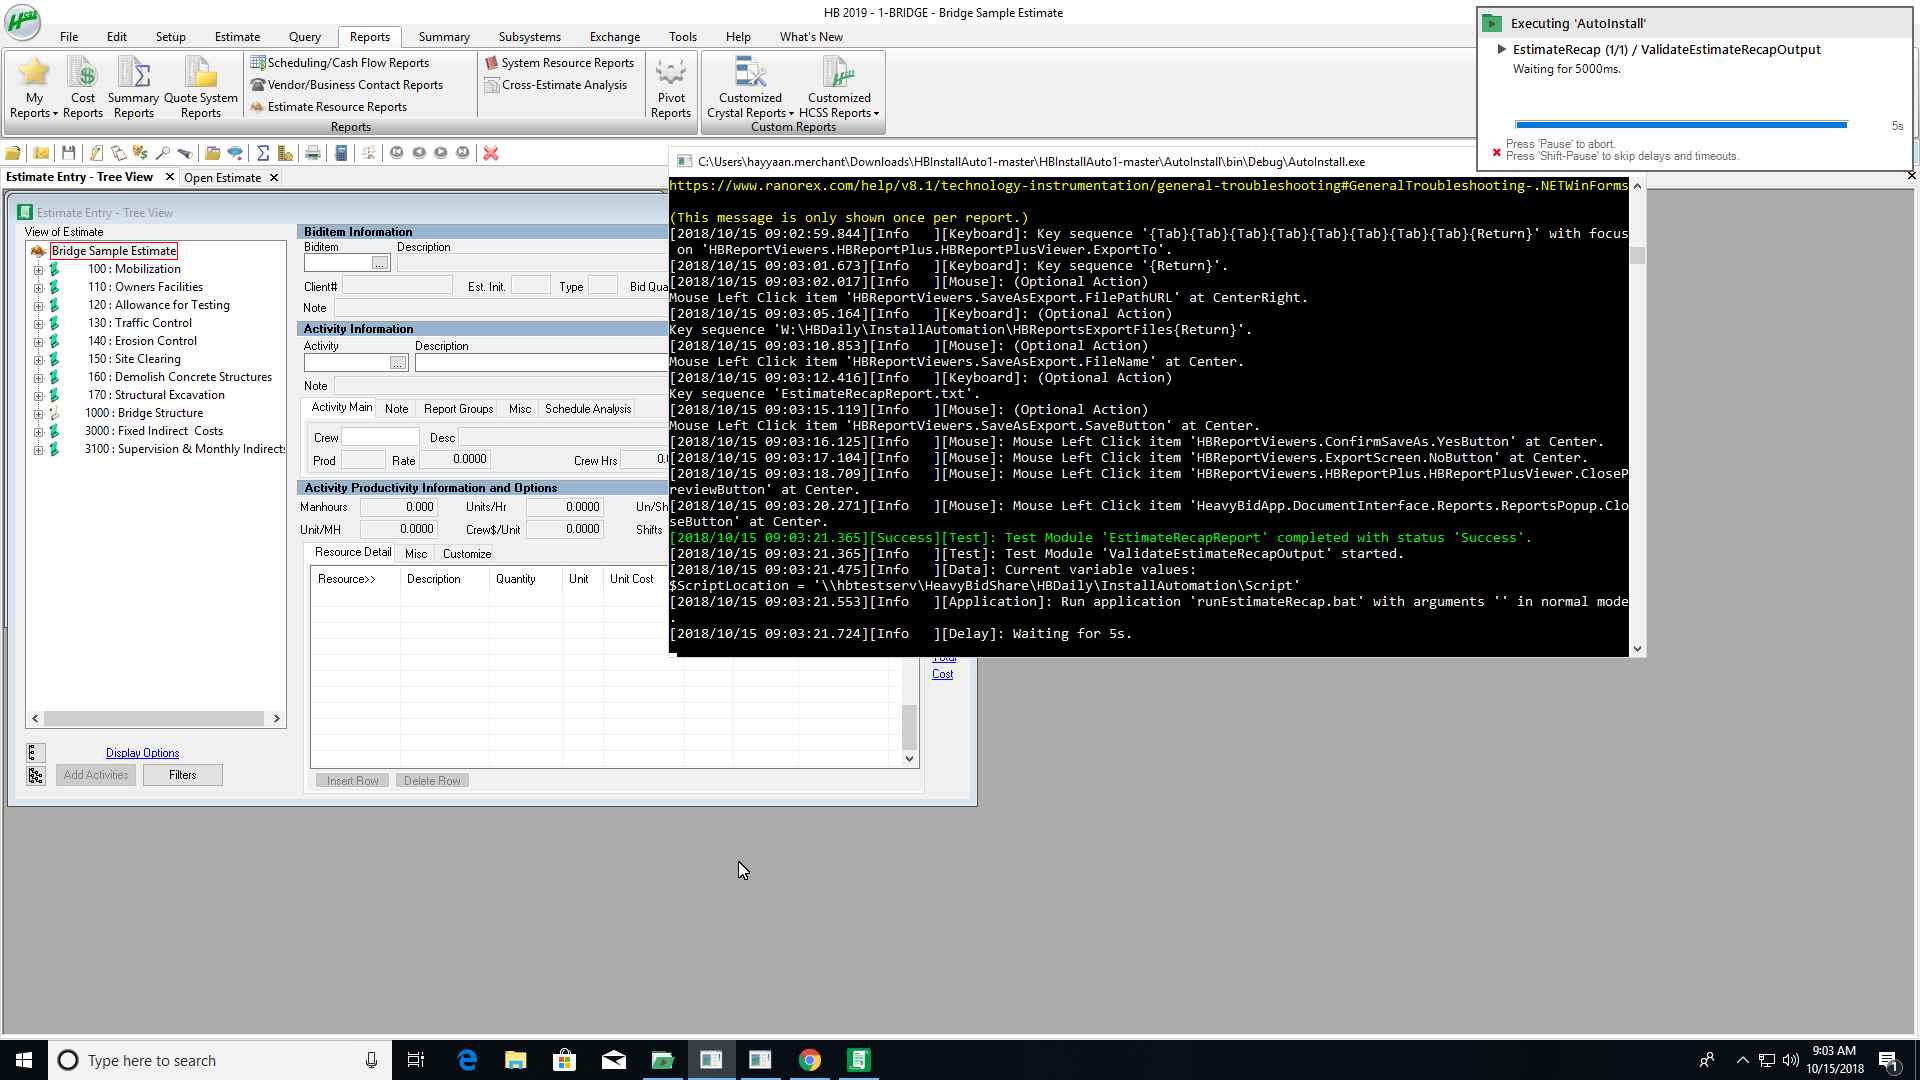 HCSS
HB 2019 - 1-BRIDGE - Bridge Sample Estimate
File Edit Setup Estimate Query Reports Summary Subsystems Exchange Tools Help What's New
My Reports
Cost Reports
Summary Reports
Quote System Reports
Scheduling/Cash Flow Reports
Vendor/Business Contact Reports
Estimate Resource Reports
System Resource Reports
Cross-Estimate Analysis
Pivot Reports
Customized Crystal Reports
Customized HCSS Reports
Reports
Custom Reports
Executing 'AutoInstall'
EstimateRecap (1/1) / ValidateEstimateRecapOutput
Waiting for 5000ms.
5s
Press 'Pause' to abort.
Press 'Shift-Pause' to skip delays and timeouts.
Estimate Entry - Tree View
Open Estimate
Estimate Entry - Tree View
View of Estimate
Bridge Sample Estimate
100 : Mobilization
110 : Owners Facilities
120 : Allowance for Testing
130 : Traffic Control
140 : Erosion Control
150 : Site Clearing
160 : Demolish Concrete Structures
170 : Structural Excavation
1000 : Bridge Structure
3000 : Fixed Indirect Costs
3100 : Supervision & Monthly Indirects
Display Options
Add Activities
Filters
Biditem Information
Biditem Description
...
Client# Est. Init. Type Bid Qua
Note
Activity Information
Activity Description
...
Note
Activity Main Note Report Groups Misc Schedule Analysis
Crew Desc
Prod Rate 0.0000 Crew Hrs 0.0
Activity Productivity Information and Options
Manhours 0.000 Units/Hr 0.0000 Un/Sh
Unit/MH 0.0000 Crew$/Unit 0.0000 Shifts
Resource Detail Misc Customize
Resource>> Description Quantity Unit Unit Cost
Insert Row Delete Row
Total
Cost
C:\Users\hayyaan.merchant\Downloads\HBInstallAuto1-master\HBInstallAuto1-master\AutoInstall\bin\Debug\AutoInstall.exe
https://www.ranorex.com/help/v8.1/technology-instrumentation/general-troubleshooting#GeneralTroubleshooting-.NETWinForms
(This message is only shown once per report.)
[2018/10/15 09:02:59.844][Info   ][Keyboard]: Key sequence '{Tab}{Tab}{Tab}{Tab}{Tab}{Tab}{Tab}{Tab}{Return}' with focus
 on 'HBReportViewers.HBReportPlus.HBReportPlusViewer.ExportTo'.
[2018/10/15 09:03:01.673][Info   ][Keyboard]: Key sequence '{Return}'.
[2018/10/15 09:03:02.017][Info   ][Mouse]: (Optional Action)
Mouse Left Click item 'HBReportViewers.SaveAsExport.FilePathURL' at CenterRight.
[2018/10/15 09:03:05.164][Info   ][Keyboard]: (Optional Action)
Key sequence 'W:\HBDaily\InstallAutomation\HBReportsExportFiles{Return}'.
[2018/10/15 09:03:10.853][Info   ][Mouse]: (Optional Action)
Mouse Left Click item 'HBReportViewers.SaveAsExport.FileName' at Center.
[2018/10/15 09:03:12.416][Info   ][Keyboard]: (Optional Action)
Key sequence 'EstimateRecapReport.txt'.
[2018/10/15 09:03:15.119][Info   ][Mouse]: (Optional Action)
Mouse Left Click item 'HBReportViewers.SaveAsExport.SaveButton' at Center.
[2018/10/15 09:03:16.125][Info   ][Mouse]: Mouse Left Click item 'HBReportViewers.ConfirmSaveAs.YesButton' at Center.
[2018/10/15 09:03:17.104][Info   ][Mouse]: Mouse Left Click item 'HBReportViewers.ExportScreen.NoButton' at Center.
[2018/10/15 09:03:18.709][Info   ][Mouse]: Mouse Left Click item 'HBReportViewers.HBReportPlus.HBReportPlusViewer.CloseP
reviewButton' at Center.
[2018/10/15 09:03:20.271][Info   ][Mouse]: Mouse Left Click item 'HeavyBidApp.DocumentInterface.Reports.ReportsPopup.Clo
seButton' at Center.
[2018/10/15 09:03:21.365][Success][Test]: Test Module 'EstimateRecapReport' completed with status 'Success'.
[2018/10/15 09:03:21.365][Info   ][Test]: Test Module 'ValidateEstimateRecapOutput' started.
[2018/10/15 09:03:21.475][Info   ][Data]: Current variable values:
$ScriptLocation = '\\hbtestserv\HeavyBidShare\HBDaily\InstallAutomation\Script'
[2018/10/15 09:03:21.553][Info   ][Application]: Run application 'runEstimateRecap.bat' with arguments '' in normal mode
.
[2018/10/15 09:03:21.724][Info   ][Delay]: Waiting for 5s.
Type here to search
9:03 AM
10/15/2018
1